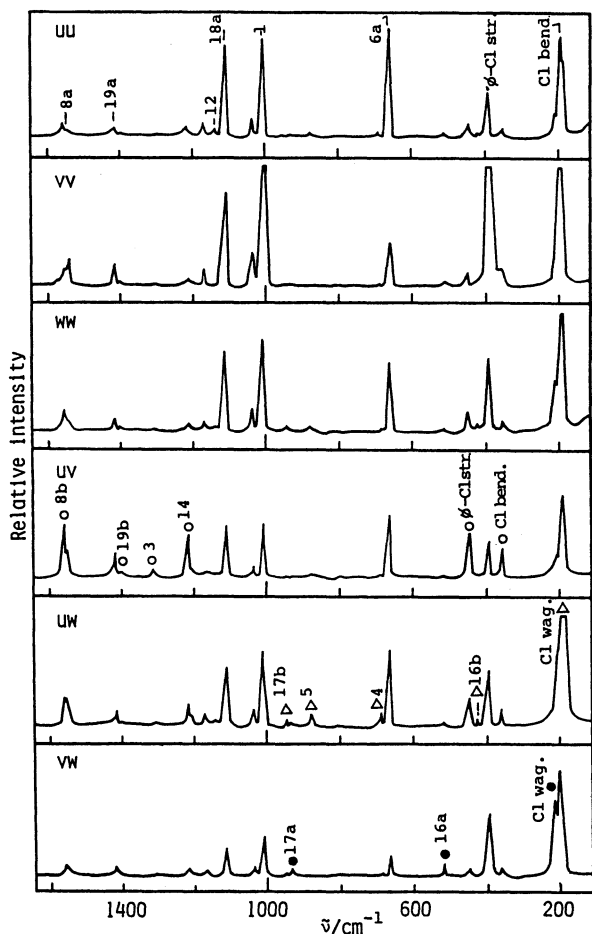 UU
8a
19a
12
18a
1
6a
ø-Cl str.
Cl bend.
VV
WW
UV
8b
19b
3
14
ø-Clstr.
Cl bend.
UW
17b
5
4
16b
Cl wag.
VW
17a
16a
Cl wag.
Relative intensity
1400
1000
600
200
ṽ/cm⁻¹